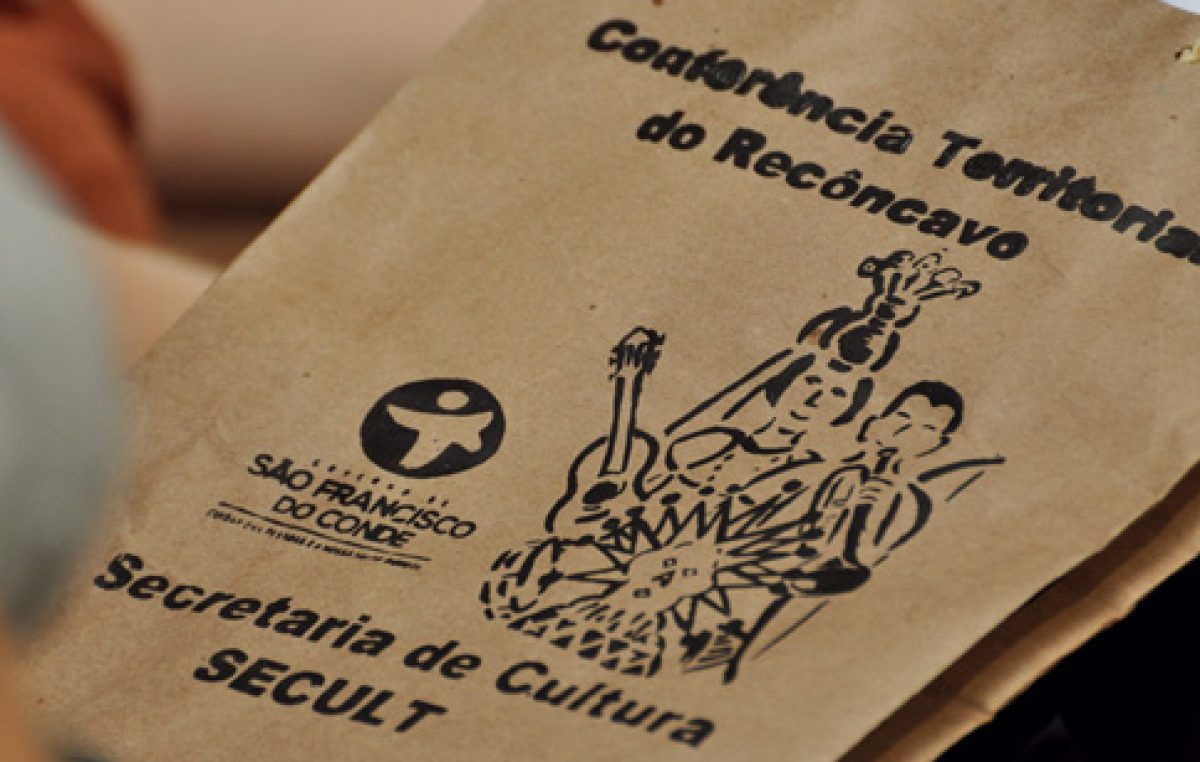 Conferência Territorial
do Recôncavo
SÃO FRANCISCO
DO CONDE
Secretaria de Cultura
SECULT